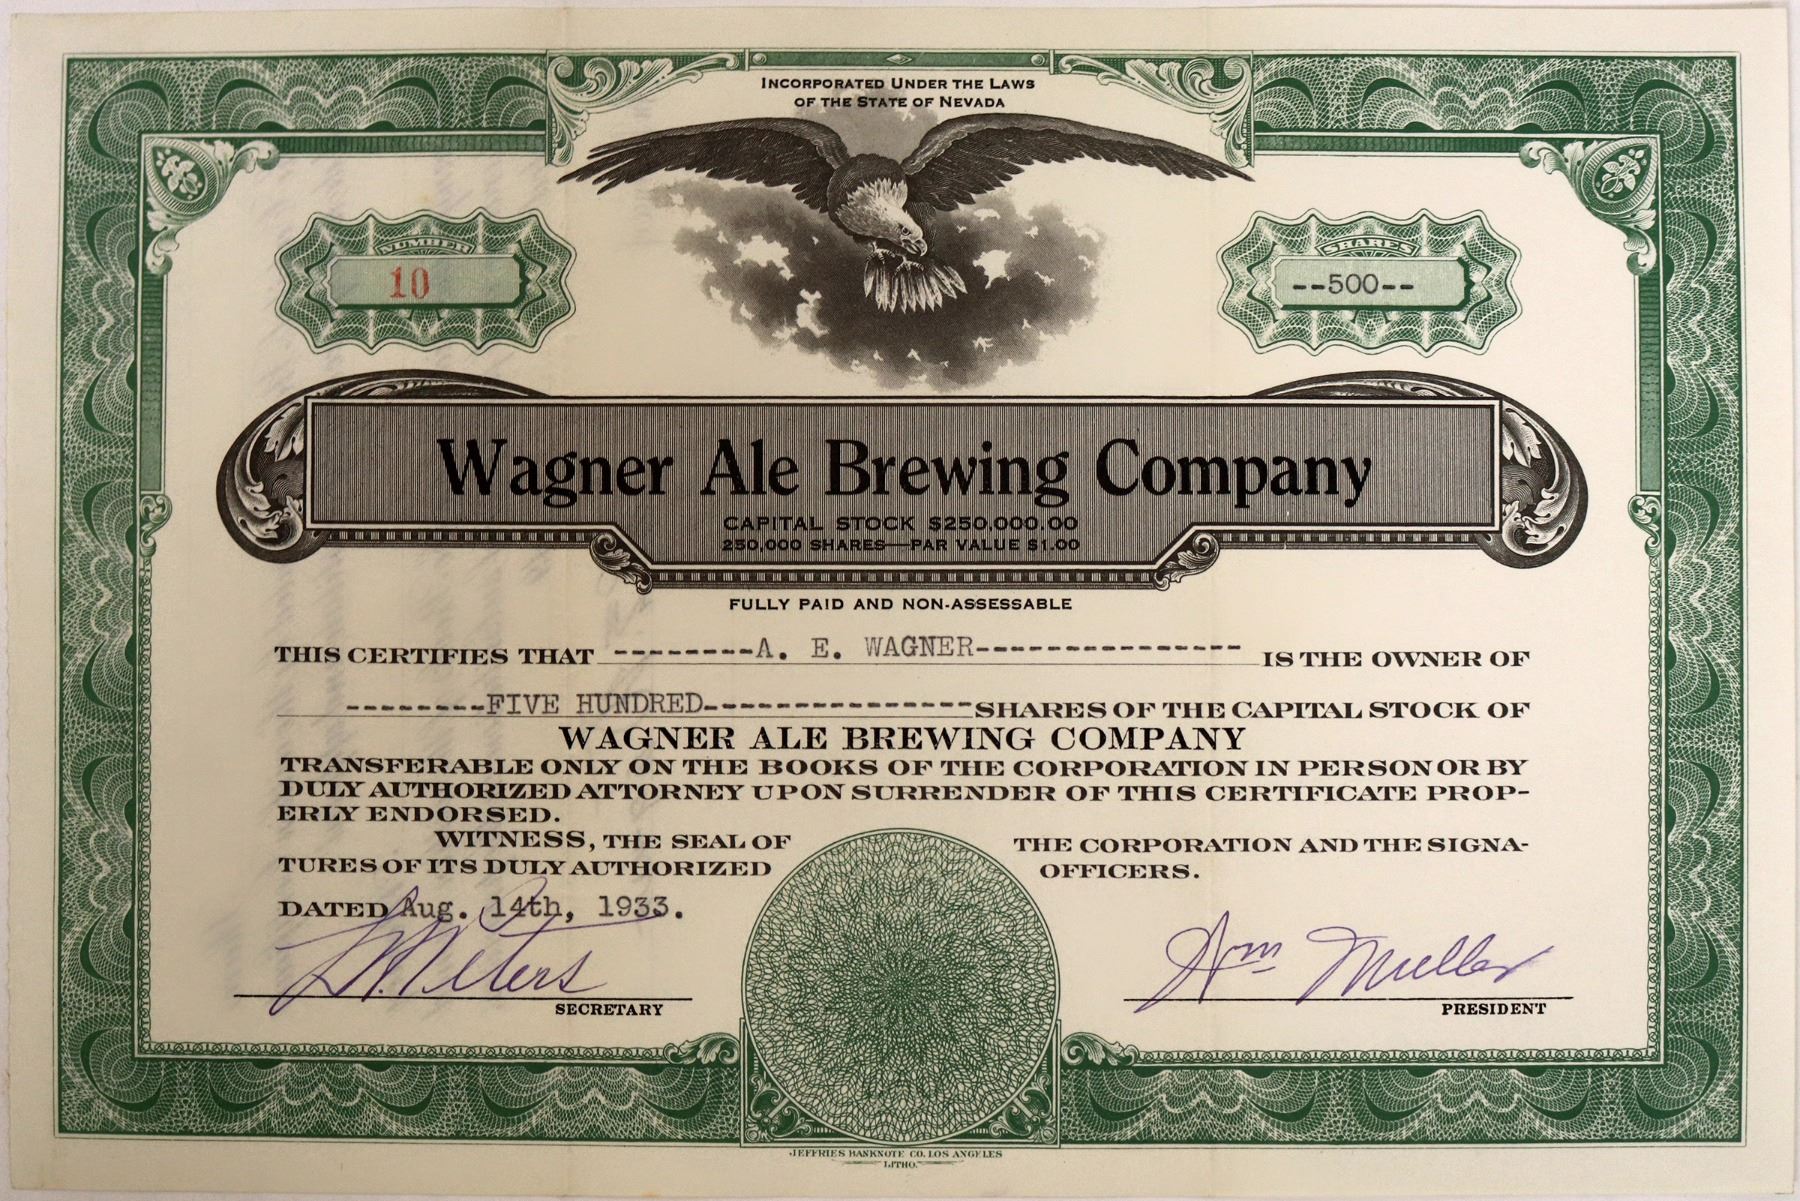 INCORPORATED UNDER THE LAWS
OF THE STATE OF NEVADA
NUMBER
10
SHARES
--500--
Wagner Ale Brewing Company
CAPITAL STOCK $250,000.00
250,000 SHARES—PAR VALUE $1.00
FULLY PAID AND NON-ASSESSABLE
THIS CERTIFIES THAT ---------A. E. WAGNER---------------- IS THE OWNER OF
---------FIVE HUNDRED------------------SHARES OF THE CAPITAL STOCK OF
WAGNER ALE BREWING COMPANY
TRANSFERABLE ONLY ON THE BOOKS OF THE CORPORATION IN PERSON OR BY
DULY AUTHORIZED ATTORNEY UPON SURRENDER OF THIS CERTIFICATE PROP-
ERLY ENDORSED.
WITNESS, THE SEAL OF THE CORPORATION AND THE SIGNA-
TURES OF ITS DULY AUTHORIZED OFFICERS.
DATED Aug. 14th, 1933.
Peters
Wm Muller
SECRETARY
PRESIDENT
JEFFRIES BANKNOTE CO. LOS ANGELES
LITHO.